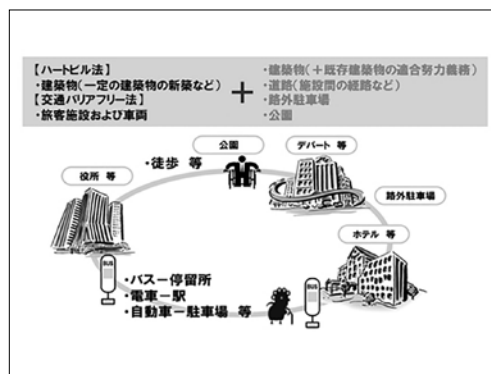 【ハートビル法】
・建築物(一定の建築物の新築など)
【交通バリアフリー法】
・旅客施設および車両
+
・建築物(+既存建築物の適合努力義務)
・道路(施設間の経路など)
・路外駐車場
・公園
公園
デパート 等
・徒歩 等
役所 等
路外駐車場
ホテル 等
BUS
・バスー停留所
・電車ー駅
・自動車ー駐車場 等
BUS